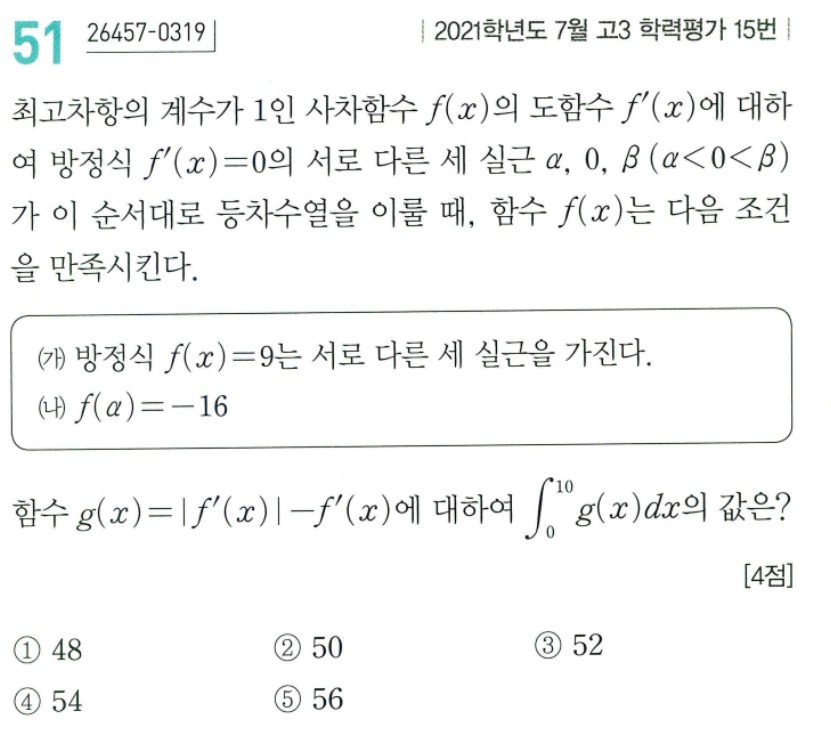 51 26457-0319 | 2021학년도 7월 고3 학력평가 15번 |
최고차항의 계수가 1인 사차함수 f(x)의 도함수 f′(x)에 대하
여 방정식 f′(x)=0의 서로 다른 세 실근 α, 0, β (α<0<β)
가 이 순서대로 등차수열을 이룰 때, 함수 f(x)는 다음 조건
을 만족시킨다.
㈎ 방정식 f(x)=9는 서로 다른 세 실근을 가진다.
㈏ f(α)=-16
함수 g(x)=|f′(x)|-f′(x)에 대하여 ∫₀¹⁰ g(x)dx의 값은?
[4점]
① 48 ② 50 ③ 52
④ 54 ⑤ 56